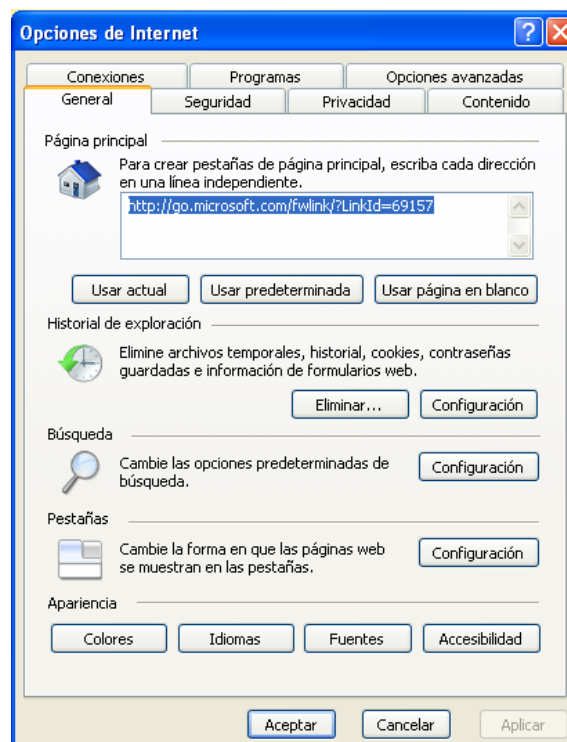 Opciones de Internet
Conexiones Programas Opciones avanzadas
General Seguridad Privacidad Contenido
Página principal
Para crear pestañas de página principal, escriba cada dirección
en una línea independiente.
http://go.microsoft.com/fwlink/?LinkId=69157
Usar actual Usar predeterminada Usar página en blanco
Historial de exploración
Elimine archivos temporales, historial, cookies, contraseñas
guardadas e información de formularios web.
Eliminar... Configuración
Búsqueda
Cambie las opciones predeterminadas de
búsqueda.
Configuración
Pestañas
Cambie la forma en que las páginas web
se muestran en las pestañas.
Configuración
Apariencia
Colores Idiomas Fuentes Accesibilidad
Aceptar Cancelar Aplicar